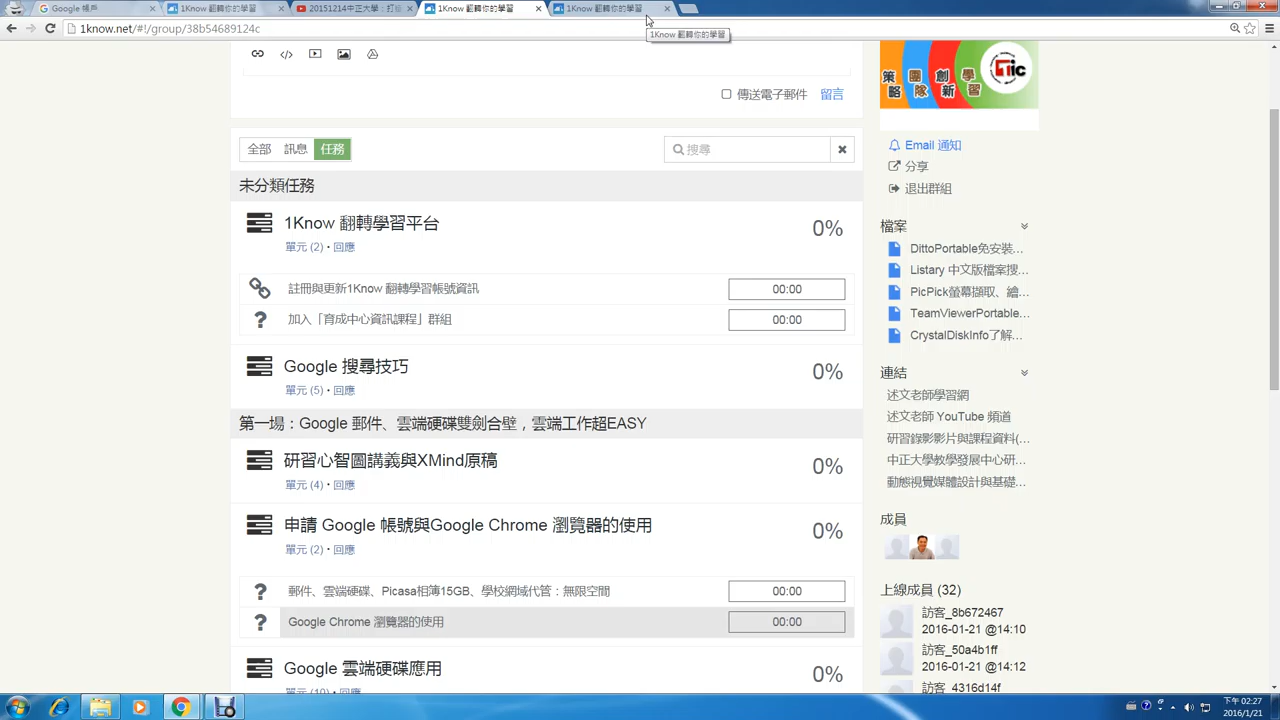 Google 帳戶
1Know 翻轉你的學習
20151214中正大學：打造
1Know 翻轉你的學習
1Know 翻轉你的學習
1know.net/#!/group/38b54689124c
1Know 翻轉你的學習
傳送電子郵件 留言
策略 團隊 創新 學習
Tic
全部 訊息 任務
搜尋
Email 通知
分享
退出群組
未分類任務
1Know 翻轉學習平台
0%
單元 (2)・回應
註冊與更新1Know 翻轉學習帳號資訊
00:00
加入「育成中心資訊課程」群組
00:00
Google 搜尋技巧
0%
單元 (5)・回應
第一場：Google 郵件、雲端硬碟雙劍合壁，雲端工作超EASY
研習心智圖講義與XMind原稿
0%
單元 (4)・回應
申請 Google 帳號與Google Chrome 瀏覽器的使用
0%
單元 (2)・回應
郵件、雲端硬碟、Picasa相簿15GB、學校網域代管：無限空間
00:00
Google Chrome 瀏覽器的使用
00:00
Google 雲端硬碟應用
0%
單元 (10)・回應
檔案
DittoPortable免安裝...
Listary 中文版檔案搜...
PicPick螢幕擷取、繪...
TeamViewerPortable...
CrystalDiskInfo了解...
連結
述文老師學習網
述文老師 YouTube 頻道
研習錄影影片與課程資料(...
中正大學教學發展中心研...
動態視覺媒體設計與基礎...
成員
上線成員 (32)
訪客_8b672467
2016-01-21 @14:10
訪客_50a4b1ff
2016-01-21 @14:12
訪客_4316d14f
下午 02:27
2016/1/21